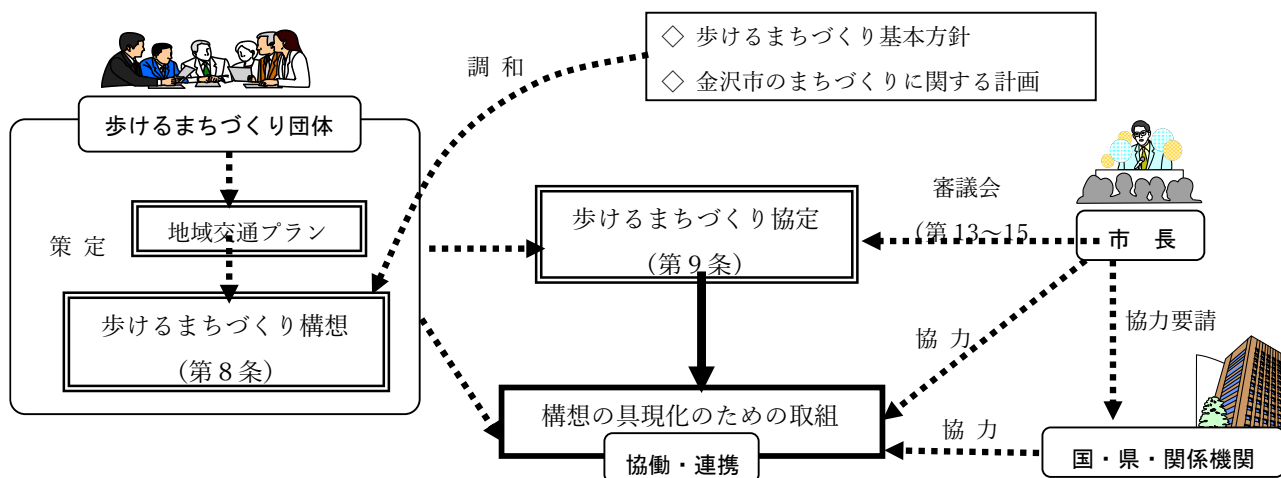 ◇ 歩けるまちづくり基本方針
◇ 金沢市のまちづくりに関する計画
調 和
歩けるまちづくり団体
地域交通プラン
策 定
歩けるまちづくり構想
（第８条）
歩けるまちづくり協定
（第９条）
審議会
（第 13～15
市　長
協 力
協力要請
構想の具現化のための取組
協働・連携
協 力
国・県・関係機関